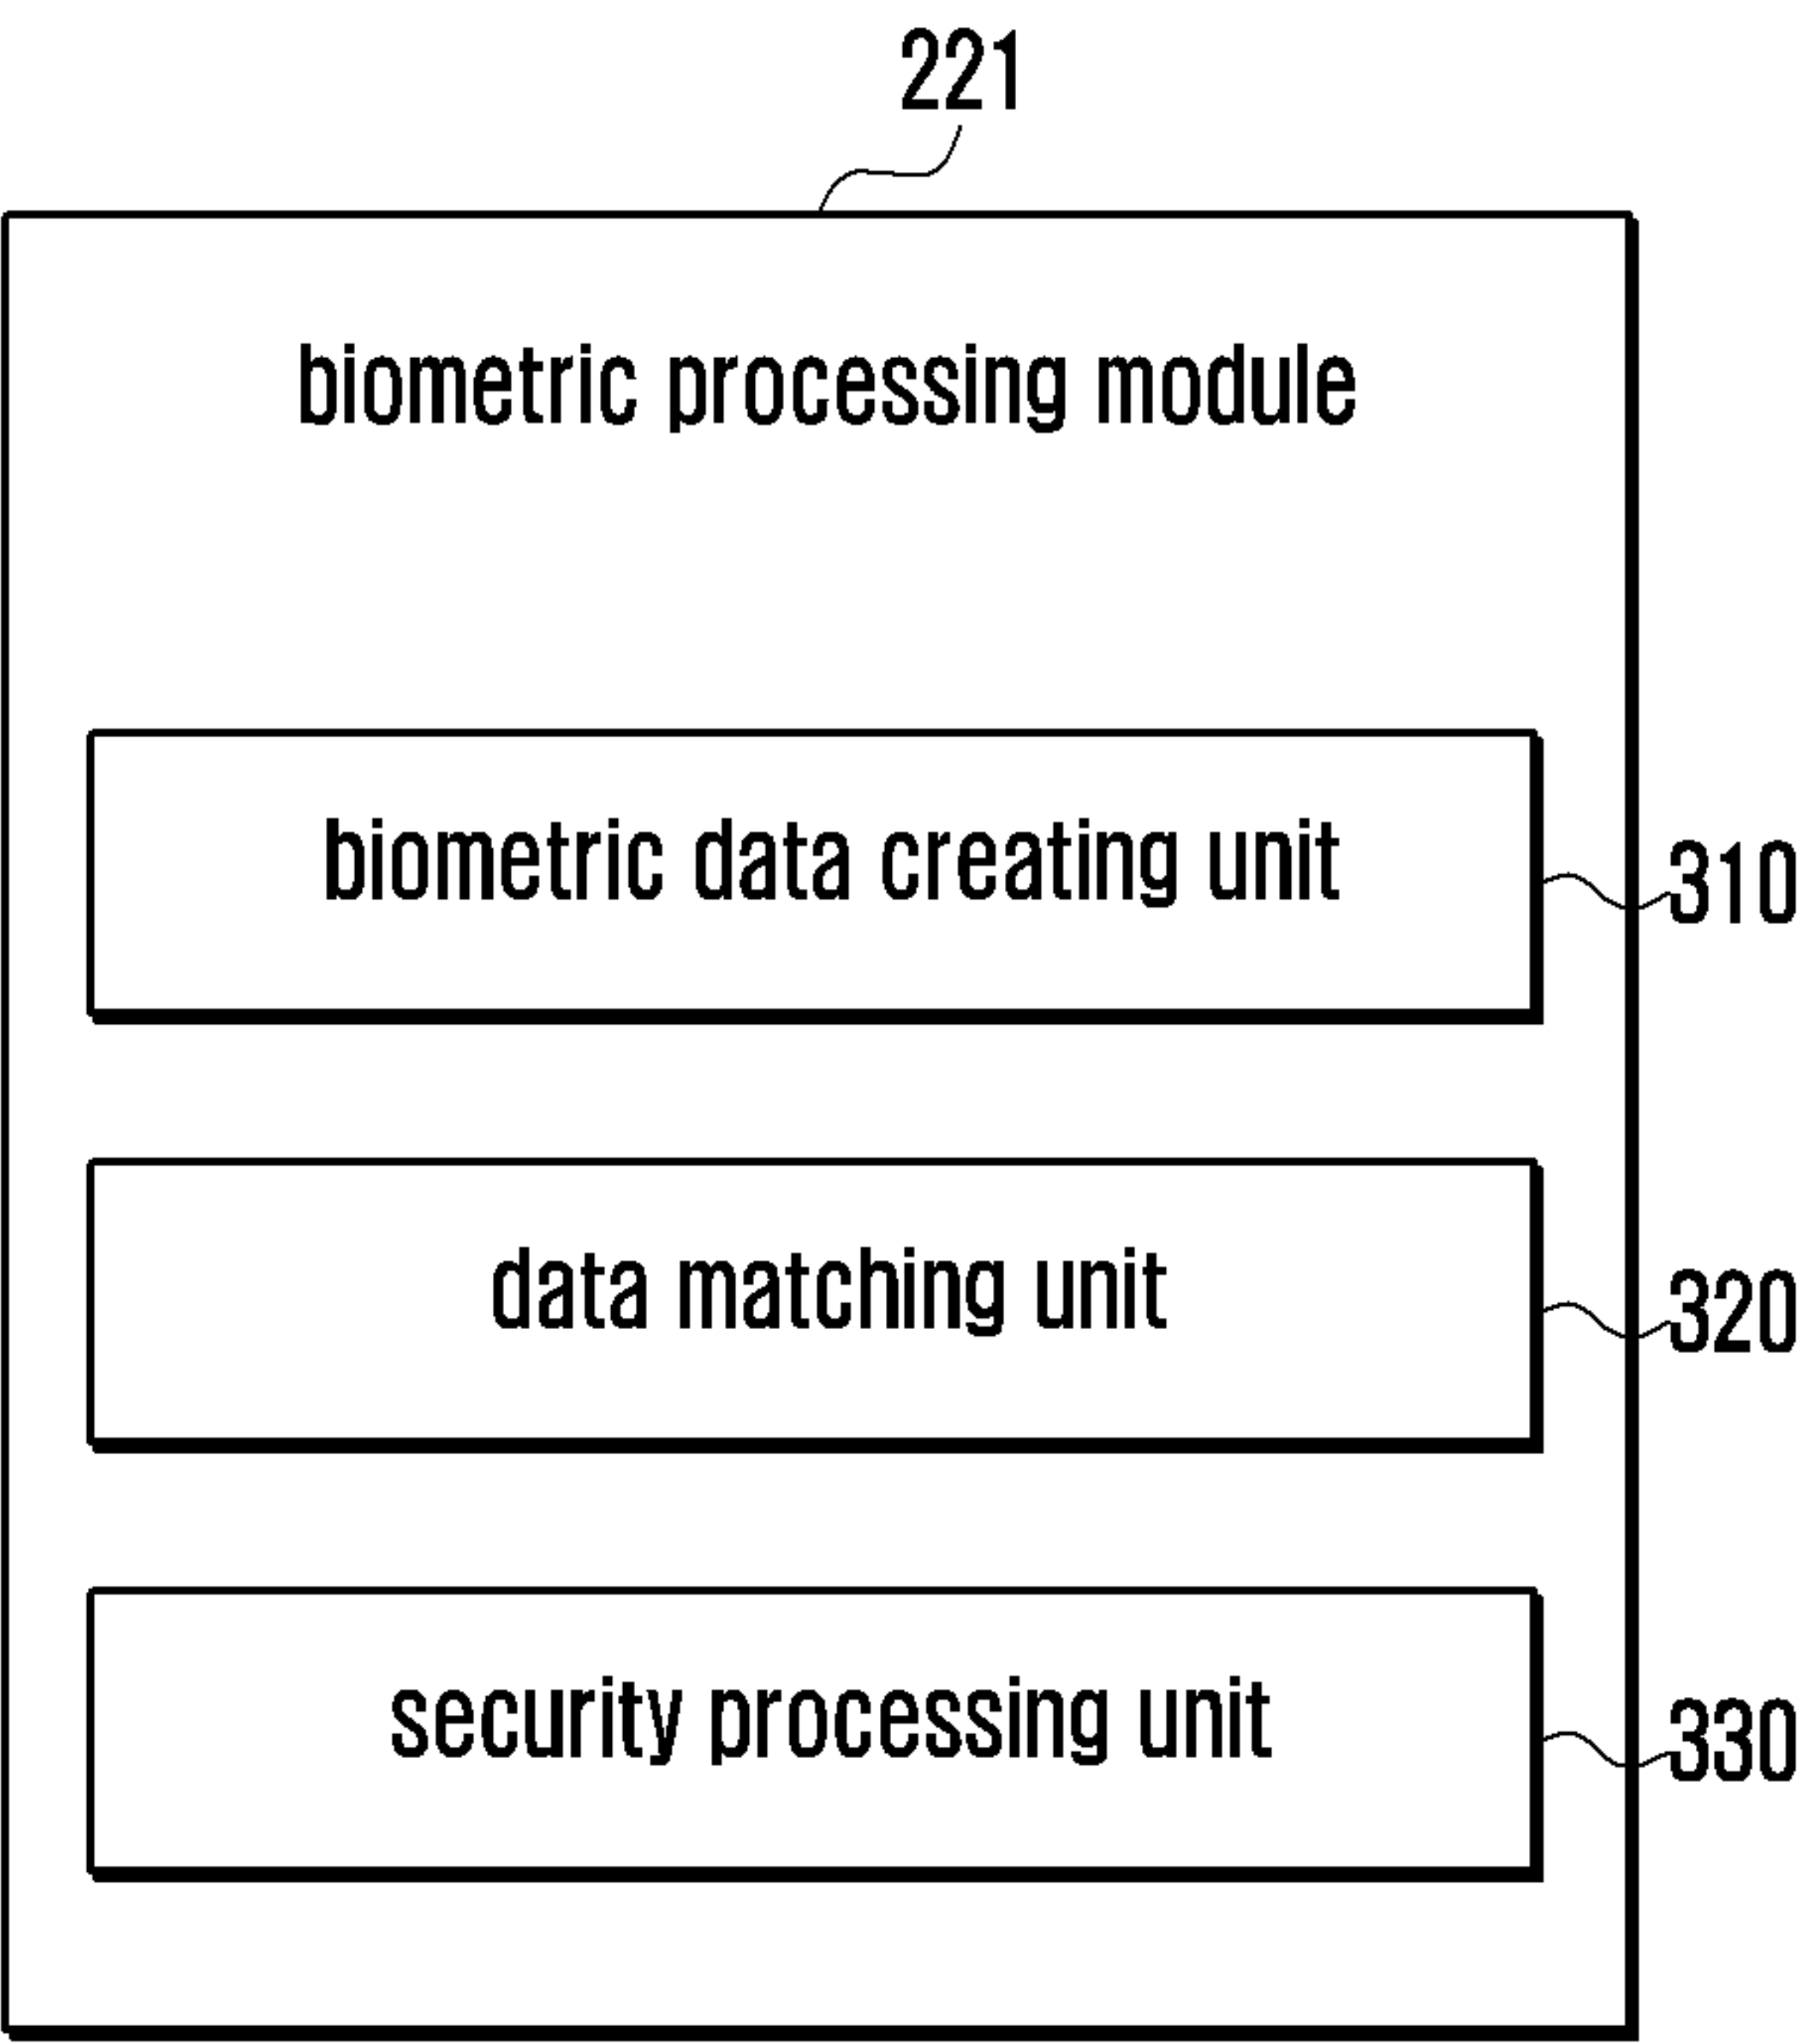 221
biometric processing module
biometric data creating unit
310
data matching unit
320
security processing unit
330